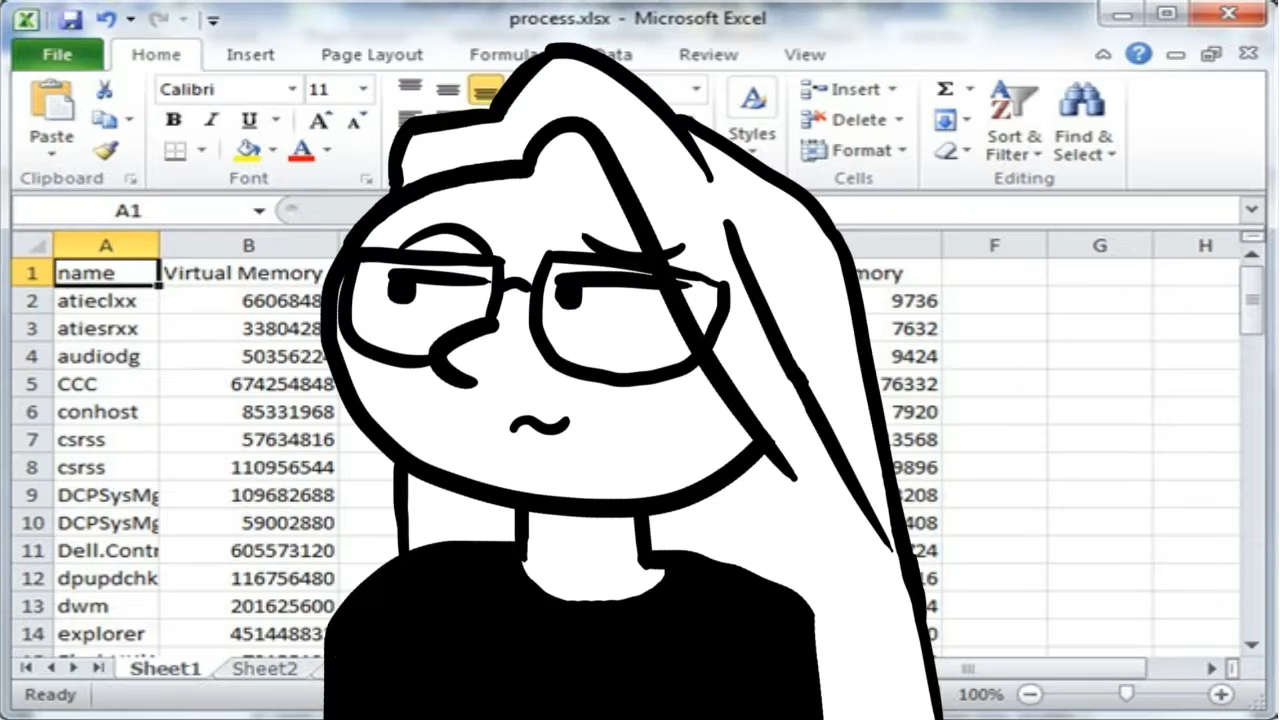 process.xlsx - Microsoft Excel
File Home Insert Page Layout Data Review View
Calibri 11
Paste
B I U A A A
Styles
Insert
Delete
Format
Σ
Sort &
Filter
Find &
Select
Clipboard Font Cells Editing
A1
A B F G H
1 name Virtual Memory
2 atieclxx 9736
3 atiesrxx 7632
4 audiodg 9424
5 CCC 674254848 76332
6 conhost 85331968 7920
7 csrss 57634816
8 csrss 110956544
9 DCPSysMg 109682688
10 DCPSysMg 59002880
11 Dell.Contr 605573120
12 dpupdchk 116756480
13 dwm 201625600
14 explorer
Sheet1 Sheet2
Ready 100%